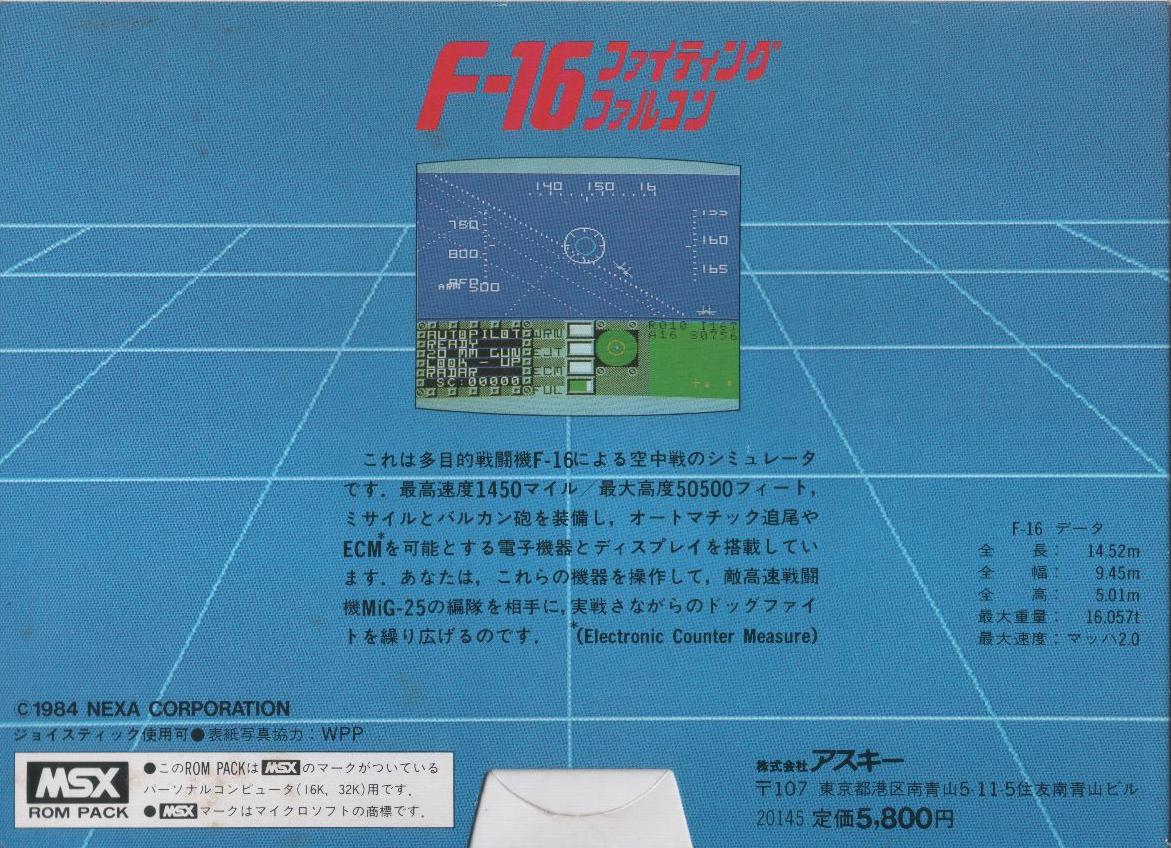 F-16 ファイティング
ファルコン
140 150 16
750
800
160
165
500
ARM
AUTOPILOT
READY
20 MM GUN
LOOK-UP
RADAR
SC:00000
WRN
EJT
ECM
FUL
これは多目的戦闘機F-16による空中戦のシミュレータ
です．最高速度1450マイル／最大高度50500フィート，
ミサイルとバルカン砲を装備し，オートマチック追尾や
ECM*を可能とする電子機器とディスプレイを搭載してい
ます．あなたは，これらの機器を操作して，敵高速戦闘
機MiG-25の編隊を相手に，実戦さながらのドッグファイ
トを繰り広げるのです． *(Electronic Counter Measure)
F-16 データ
全長： 14.52m
全幅： 9.45m
全高： 5.01m
最大重量： 16.057t
最大速度：マッハ2.0
©1984 NEXA CORPORATION
ジョイスティック使用可●表紙写真協力：WPP
MSX
ROM PACK
●このROM PACKはMSXのマークがついている
パーソナルコンピュータ(16K，32K)用です．
●MSXマークはマイクロソフトの商標です．
株式会社アスキー
〒107 東京都港区南青山5-11-5住友南青山ビル
20145 定価5,800円